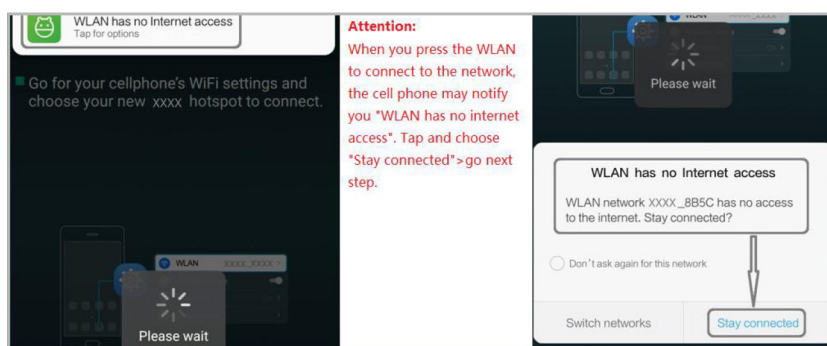 WLAN has no Internet access
Tap for options
Go for your cellphone's WiFi settings and
choose your new xxxx hotspot to connect.
WLAN
XXXX_XXXX
Please wait
Attention:
When you press the WLAN
to connect to the network,
the cell phone may notify
you "WLAN has no internet
access". Tap and choose
"Stay connected">go next
step.
WLAN
XXXX_XXXX
Please wait
WLAN has no Internet access
WLAN network XXXX_8B5C has no access
to the internet. Stay connected?
Don't ask again for this network
Switch networks
Stay connected